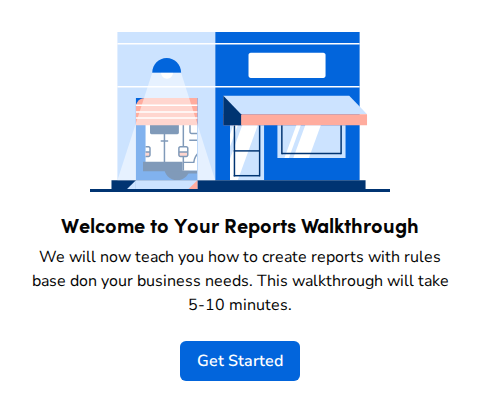 Welcome to Your Reports Walkthrough
We will now teach you how to create reports with rules
base don your business needs. This walkthrough will take
5-10 minutes.
Get Started